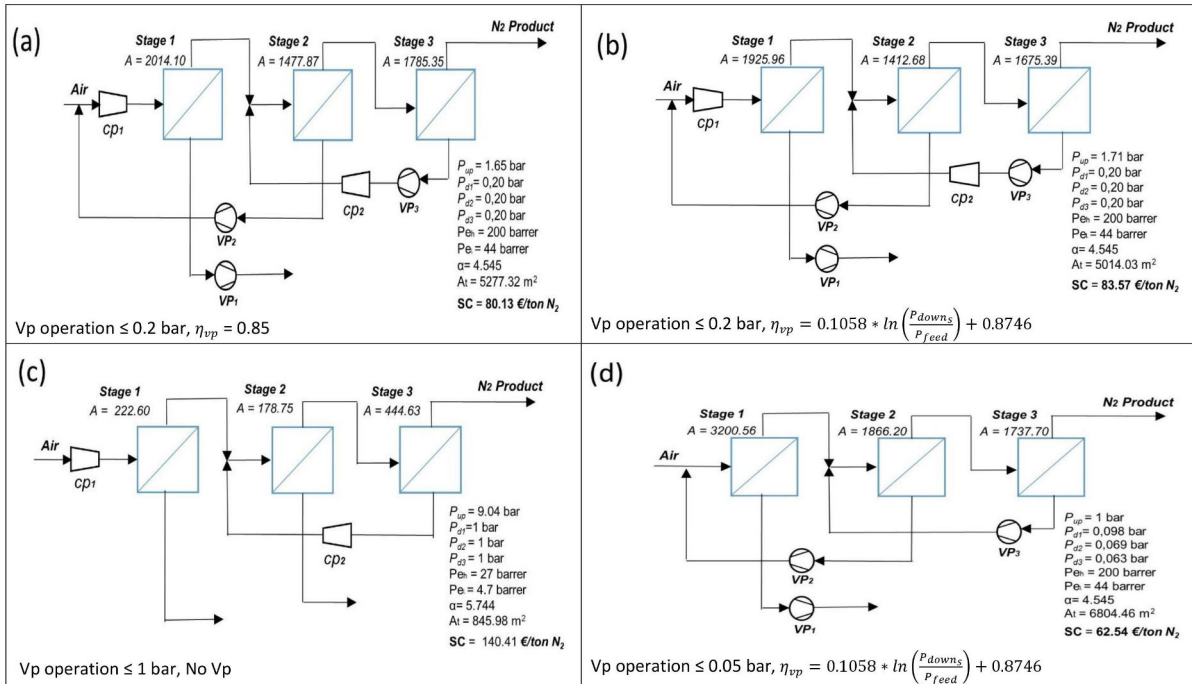 (a)
N2 Product
Stage 1
A = 2014.10
Stage 2
A = 1477.87
Stage 3
A = 1785.35
Air
cp1
cp2
VP3
VP2
VP1
Pup = 1.65 bar
Pd1= 0,20 bar
Pd2 = 0,20 bar
Pd3 = 0,20 bar
Peh = 200 barrer
Pei = 44 barrer
α= 4.545
At = 5277.32 m²
SC = 80.13 €/ton N2
Vp operation ≤ 0.2 bar, ηvp = 0.85
(b)
N2 Product
Stage 1
A = 1925.96
Stage 2
A = 1412.68
Stage 3
A = 1675.39
Air
cp1
cp2
VP3
VP2
VP1
Pup = 1.71 bar
Pd1= 0,20 bar
Pd2 = 0,20 bar
Pd3 = 0,20 bar
Peh = 200 barrer
Pei = 44 barrer
α= 4.545
At = 5014.03 m²
SC = 83.57 €/ton N2
Vp operation ≤ 0.2 bar, ηvp = 0.1058 ∗ ln (Pdowns/Pfeed) + 0.8746
(c)
N2 Product
Stage 1
A = 222.60
Stage 2
A = 178.75
Stage 3
A = 444.63
Air
cp1
cp2
Pup = 9.04 bar
Pd1=1 bar
Pd2 = 1 bar
Pd3 = 1 bar
Peh = 27 barrer
Pei = 4.7 barrer
α= 5.744
At = 845.98 m²
SC = 140.41 €/ton N2
Vp operation ≤ 1 bar, No Vp
(d)
N2 Product
Stage 1
A = 3200.56
Stage 2
A = 1866.20
Stage 3
A = 1737.70
Air
VP3
VP2
VP1
Pup = 1 bar
Pd1= 0,098 bar
Pd2 = 0,069 bar
Pd3 = 0,063 bar
Peh = 200 barrer
Pei = 44 barrer
α= 4.545
At = 6804.46 m²
SC = 62.54 €/ton N2
Vp operation ≤ 0.05 bar, ηvp = 0.1058 ∗ ln (Pdowns/Pfeed) + 0.8746